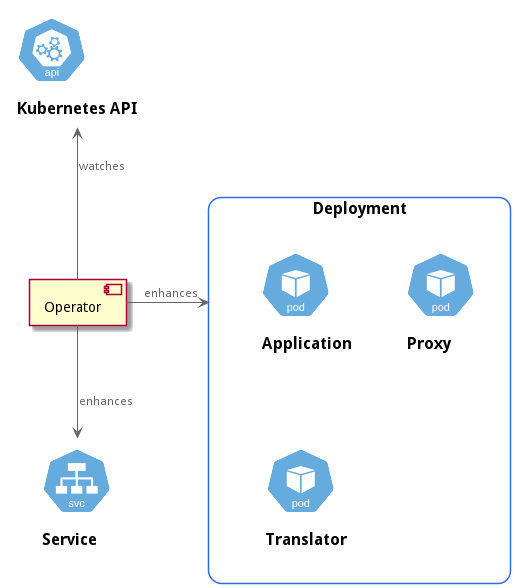 api
Kubernetes API
watches
Deployment
pod
Application
pod
Proxy
Operator
enhances
enhances
svc
Service
pod
Translator